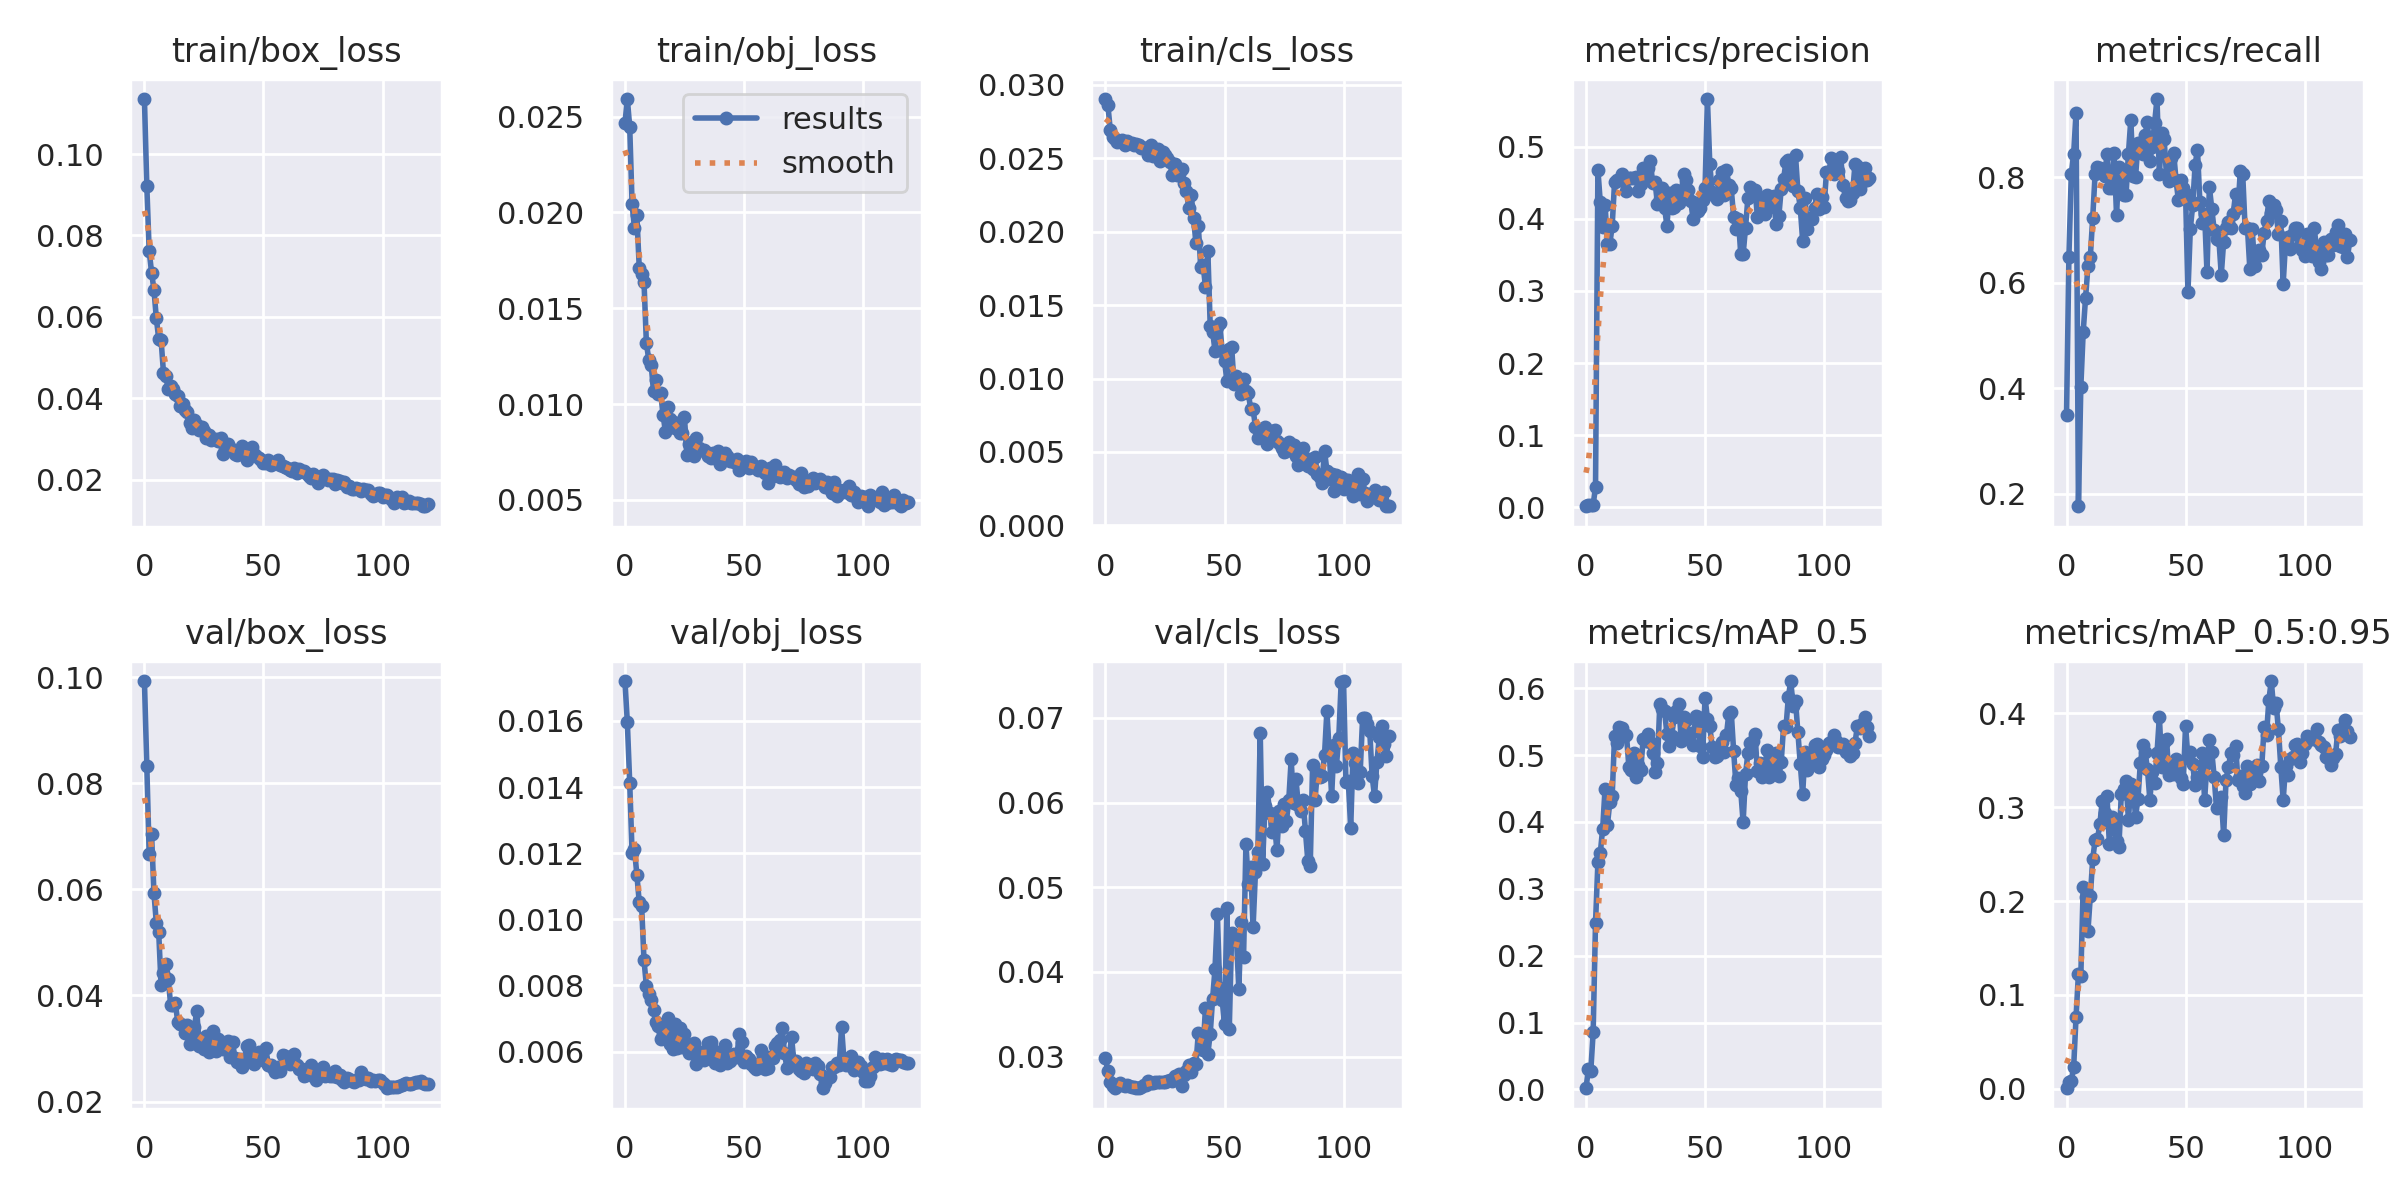 train/box_loss
0.10
0.08
0.06
0.04
0.02
0 50 100
train/obj_loss
results
smooth
0.025
0.020
0.015
0.010
0.005
0 50 100
train/cls_loss
0.030
0.025
0.020
0.015
0.010
0.005
0.000
0 50 100
metrics/precision
0.5
0.4
0.3
0.2
0.1
0.0
0 50 100
metrics/recall
0.8
0.6
0.4
0.2
0 50 100
val/box_loss
0.10
0.08
0.06
0.04
0.02
0 50 100
val/obj_loss
0.016
0.014
0.012
0.010
0.008
0.006
0 50 100
val/cls_loss
0.07
0.06
0.05
0.04
0.03
0 50 100
metrics/mAP_0.5
0.6
0.5
0.4
0.3
0.2
0.1
0.0
0 50 100
metrics/mAP_0.5:0.95
0.4
0.3
0.2
0.1
0.0
0 50 100